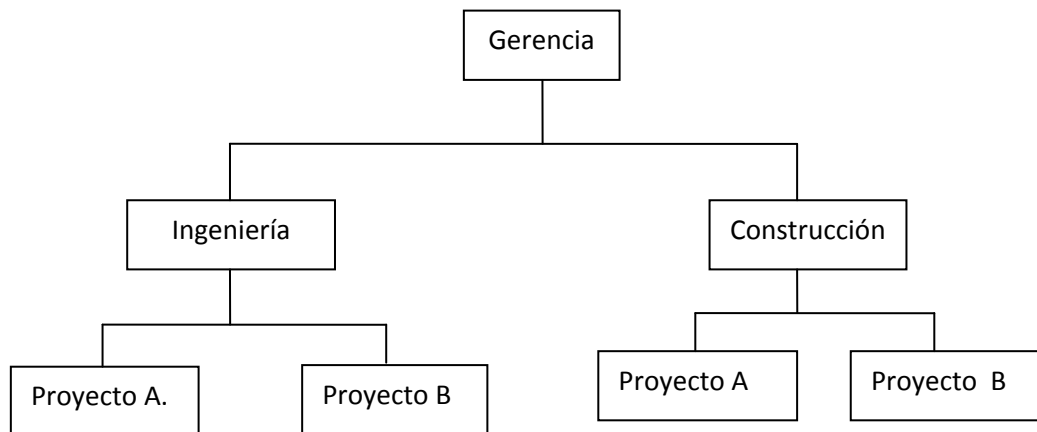 Gerencia
Ingeniería
Construcción
Proyecto A.
Proyecto B
Proyecto A
Proyecto B